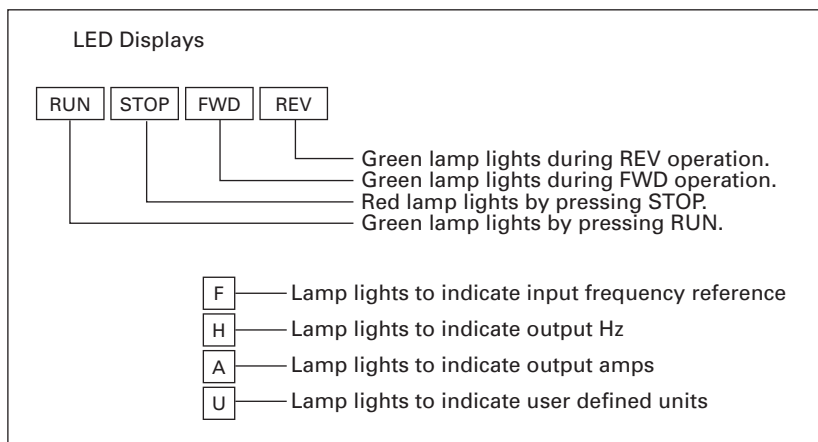 LED Displays
RUN STOP FWD REV
Green lamp lights during REV operation.
Green lamp lights during FWD operation.
Red lamp lights by pressing STOP.
Green lamp lights by pressing RUN.
F Lamp lights to indicate input frequency reference
H Lamp lights to indicate output Hz
A Lamp lights to indicate output amps
U Lamp lights to indicate user defined units